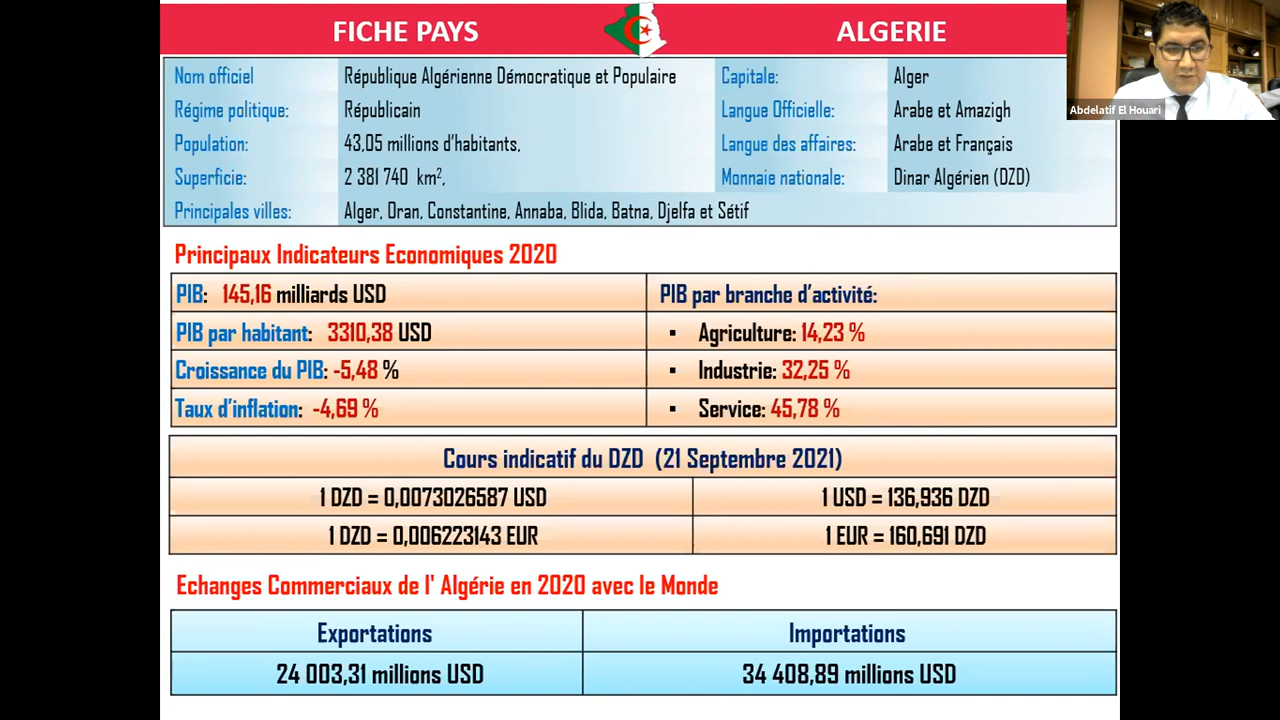 FICHE PAYS ALGERIE
Abdelatif El Houari
Nom officiel République Algérienne Démocratique et Populaire Capitale: Alger
Régime politique: Républicain Langue Officielle: Arabe et Amazigh
Population: 43,05 millions d'habitants, Langue des affaires: Arabe et Français
Superficie: 2 381 740 km², Monnaie nationale: Dinar Algérien (DZD)
Principales villes: Alger, Oran, Constantine, Annaba, Blida, Batna, Djelfa et Sétif
Principaux Indicateurs Economiques 2020
PIB: 145,16 milliards USD PIB par branche d'activité:
PIB par habitant: 3310,38 USD ▪ Agriculture: 14,23 %
Croissance du PIB: -5,48 % ▪ Industrie: 32,25 %
Taux d'inflation: -4,69 % ▪ Service: 45,78 %
Cours indicatif du DZD (21 Septembre 2021)
1 DZD = 0,0073026587 USD 1 USD = 136,936 DZD
1 DZD = 0,006223143 EUR 1 EUR = 160,691 DZD
Echanges Commerciaux de l' Algérie en 2020 avec le Monde
Exportations Importations
24 003,31 millions USD 34 408,89 millions USD